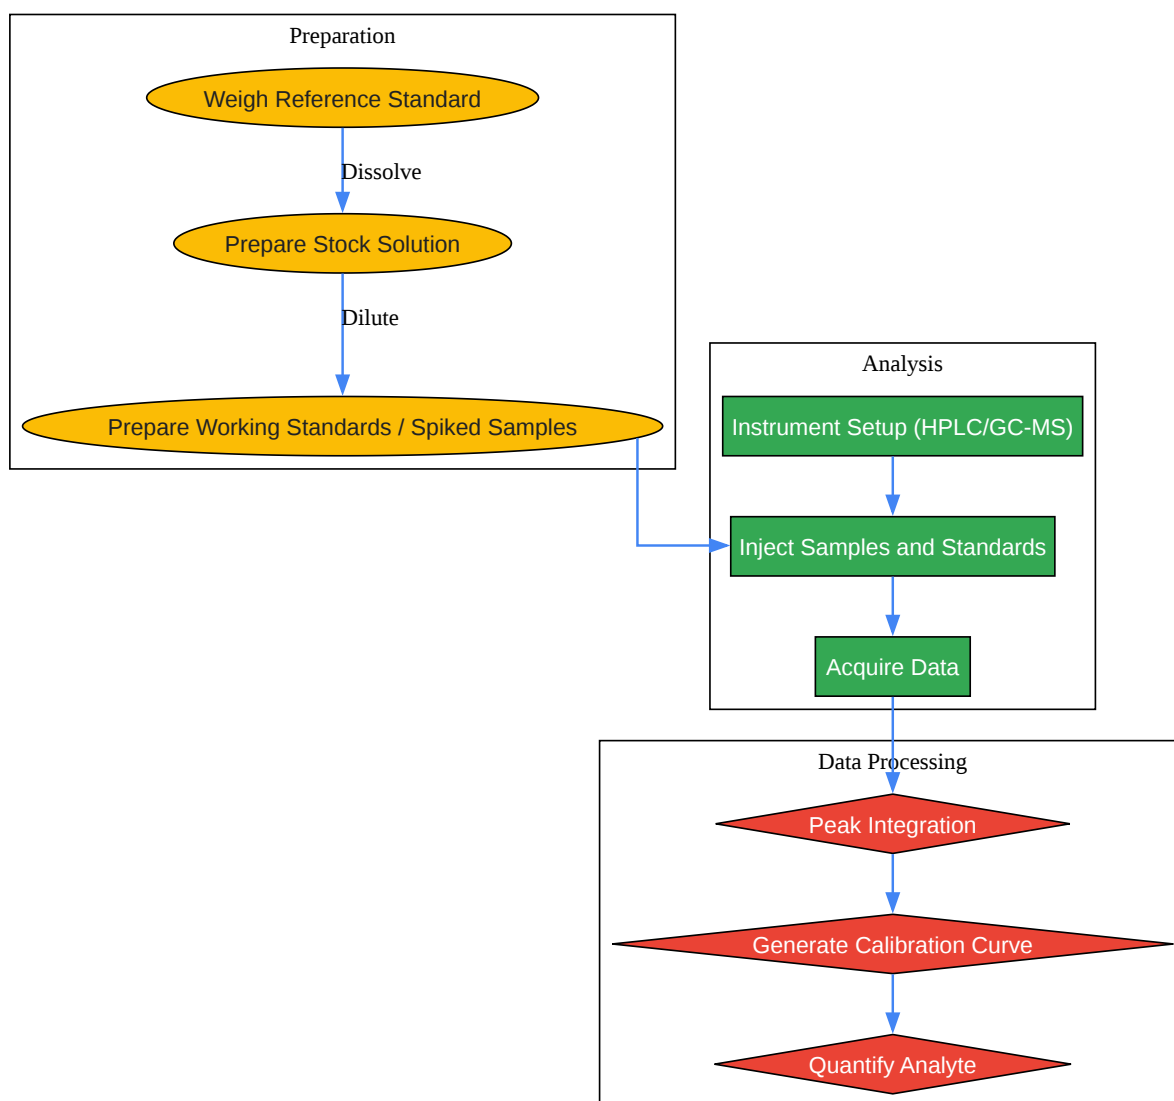 Preparation
Weigh Reference Standard
Dissolve
Prepare Stock Solution
Dilute
Prepare Working Standards / Spiked Samples
Analysis
Instrument Setup (HPLC/GC-MS)
Inject Samples and Standards
Acquire Data
Data Processing
Peak Integration
Generate Calibration Curve
Quantify Analyte